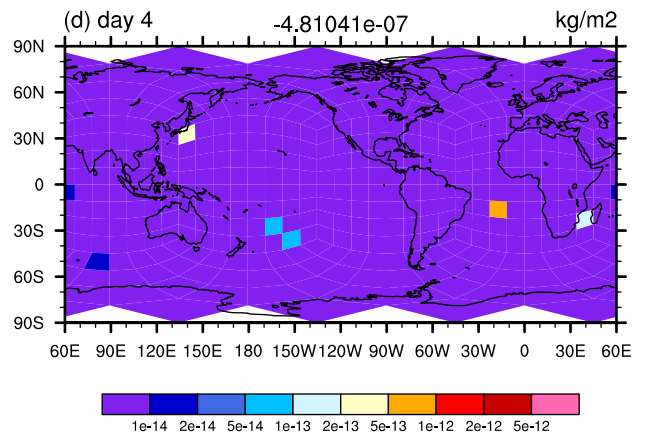 (d) day 4 -4.81041e-07 kg/m2
90N
60N
30N
0
30S
60S
90S
60E 90E 120E 150E 180 150W 120W 90W 60W 30W 0 30E 60E
1e-14 2e-14 5e-14 1e-13 2e-13 5e-13 1e-12 2e-12 5e-12